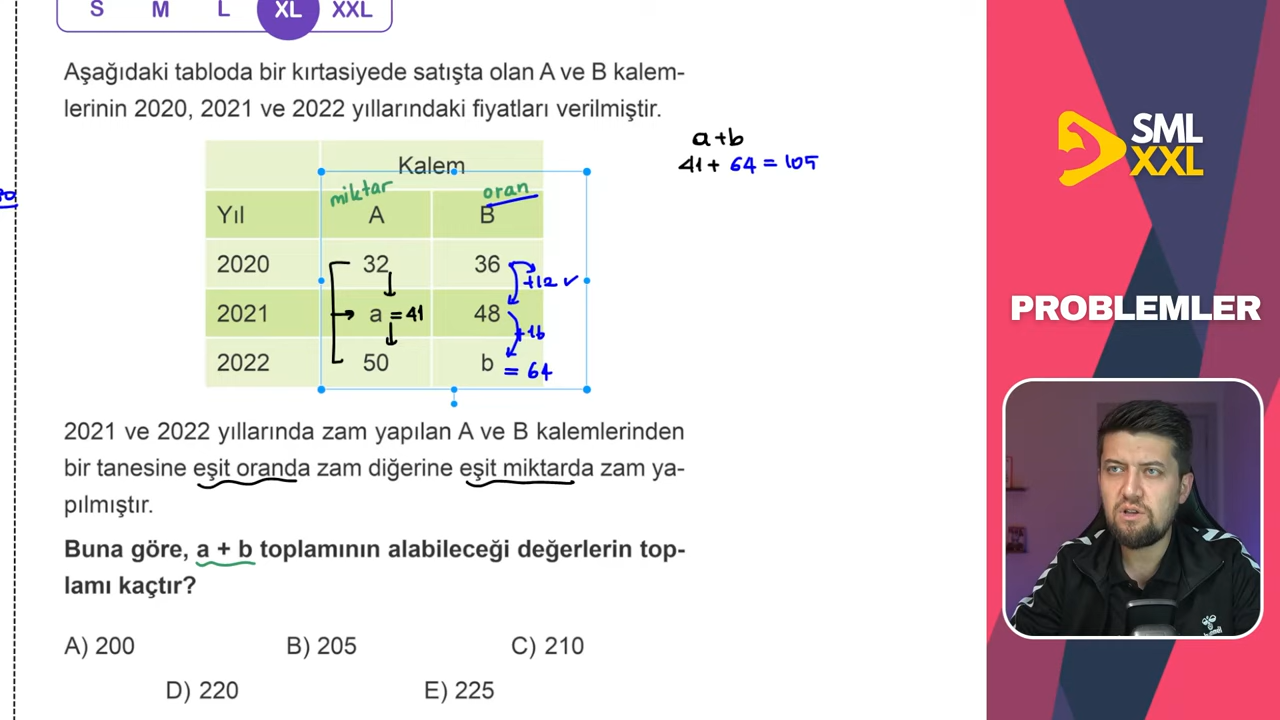 S M L XL XXL
Aşağıdaki tabloda bir kırtasiyede satışta olan A ve B kalem-
lerinin 2020, 2021 ve 2022 yıllarındaki fiyatları verilmiştir.
a+b
41 + 64 = 105
Kalem
miktar oran
Yıl A B
2020 32 36
+12 ✓
2021 a = 41 48
+16
2022 50 b = 64
2021 ve 2022 yıllarında zam yapılan A ve B kalemlerinden
bir tanesine eşit oranda zam diğerine eşit miktarda zam ya-
pılmıştır.
Buna göre, a + b toplamının alabileceği değerlerin top-
lamı kaçtır?
A) 200 B) 205 C) 210
D) 220 E) 225
SML
XXL
PROBLEMLER